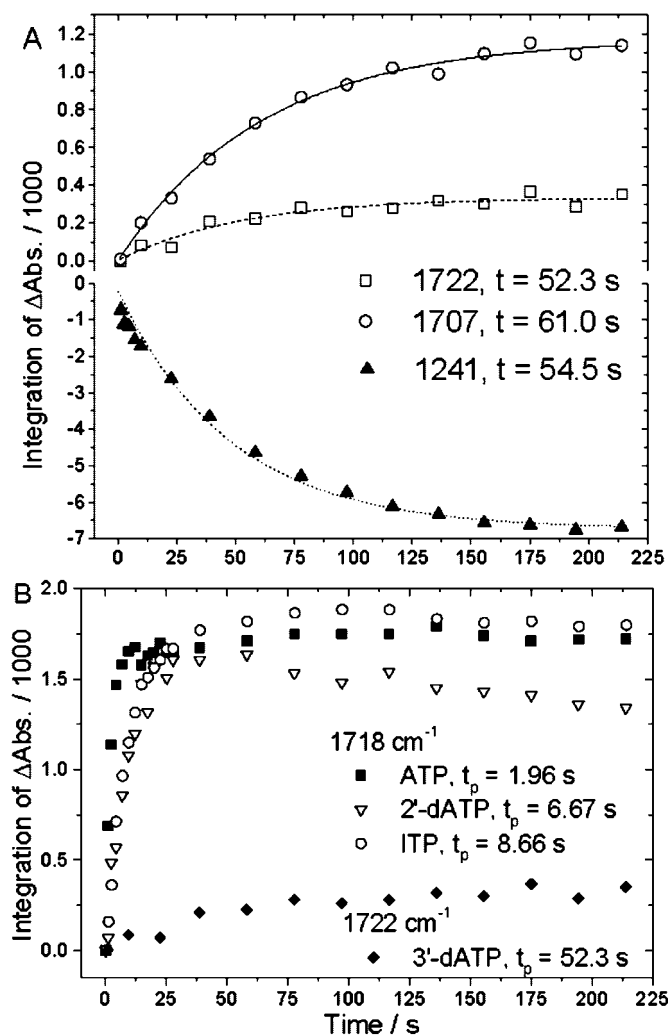 A
1.2
1.0
0.8
0.6
0.4
0.2
0.0
0
-1
-2
-3
-4
-5
-6
-7
Integration of ΔAbs. / 1000
1722, t = 52.3 s
1707, t = 61.0 s
1241, t = 54.5 s
0 25 50 75 100 125 150 175 200 225
B
2.0
1.5
1.0
0.5
0.0
Integration of ΔAbs. / 1000
1718 cm⁻¹
ATP, tₚ = 1.96 s
2'-dATP, tₚ = 6.67 s
ITP, tₚ = 8.66 s
1722 cm⁻¹
3'-dATP, tₚ = 52.3 s
0 25 50 75 100 125 150 175 200 225
Time / s